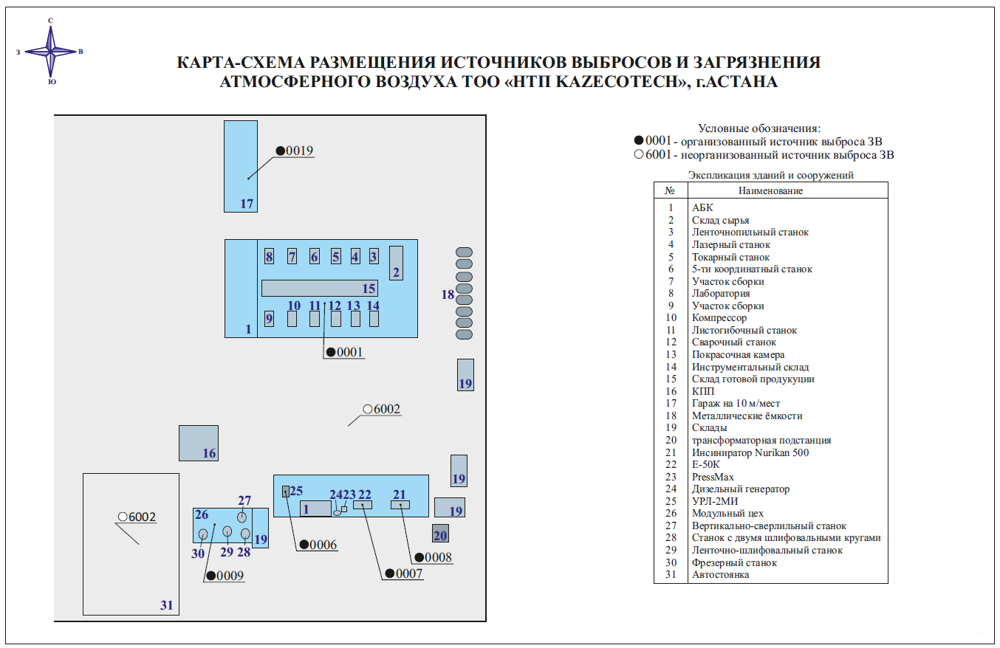 С
З
В
Ю
КАРТА-СХЕМА РАЗМЕЩЕНИЯ ИСТОЧНИКОВ ВЫБРОСОВ И ЗАГРЯЗНЕНИЯ
АТМОСФЕРНОГО ВОЗДУХА ТОО «НТП KAZECOTECH», г.АСТАНА
0019
17
8 7 6 5 4 3
2
15
10 11 12 13 14
9
1
0001
18
19
6002
16
19
25 24 23 22 21
1
19
27
26
6002
19
20
30 29 28
0006
0008
0009
0007
31
Условные обозначения:
0001 - организованный источник выброса ЗВ
6001 - неорганизованный источник выброса ЗВ
Экспликация зданий и сооружений
№ Наименование
1 АБК
2 Склад сырья
3 Ленточнопильный станок
4 Лазерный станок
5 Токарный станок
6 5-ти координатный станок
7 Участок сборки
8 Лаборатория
9 Участок сборки
10 Компрессор
11 Листогибочный станок
12 Сварочный станок
13 Покрасочная камера
14 Инструментальный склад
15 Склад готовой продукуции
16 КПП
17 Гараж на 10 м/мест
18 Металлические ёмкости
19 Склады
20 трансформаторная подстанция
21 Инсиниратор Nurikan 500
22 Е-50К
23 PressMax
24 Дизельный генератор
25 УРЛ-2МИ
26 Модульный цех
27 Вертикально-сверлильный станок
28 Станок с двумя шлифовальными кругами
29 Ленточно-шлифовальный станок
30 Фрезерный станок
31 Автостоянка